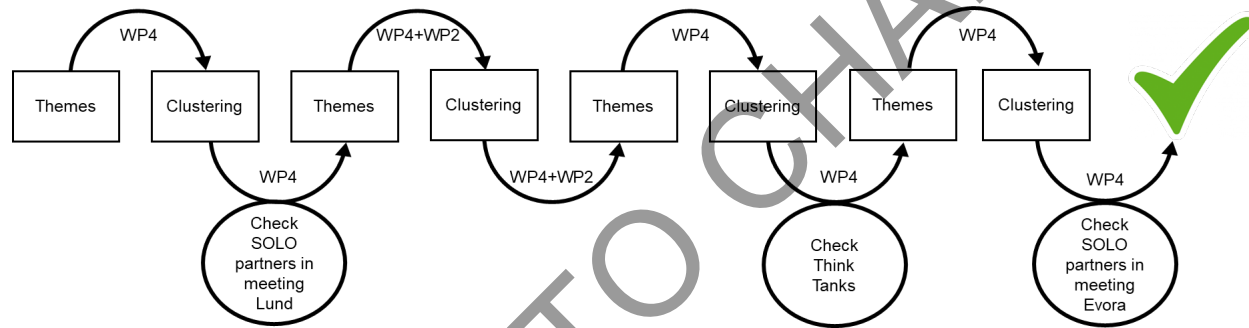 WP4
WP4+WP2
WP4
WP4
Themes
Clustering
Themes
Clustering
Themes
Clustering
Themes
Clustering
WP4
WP4+WP2
WP4
WP4
Check
SOLO
partners in
meeting
Lund
Check
Think
Tanks
Check
SOLO
partners in
meeting
Evora
TO